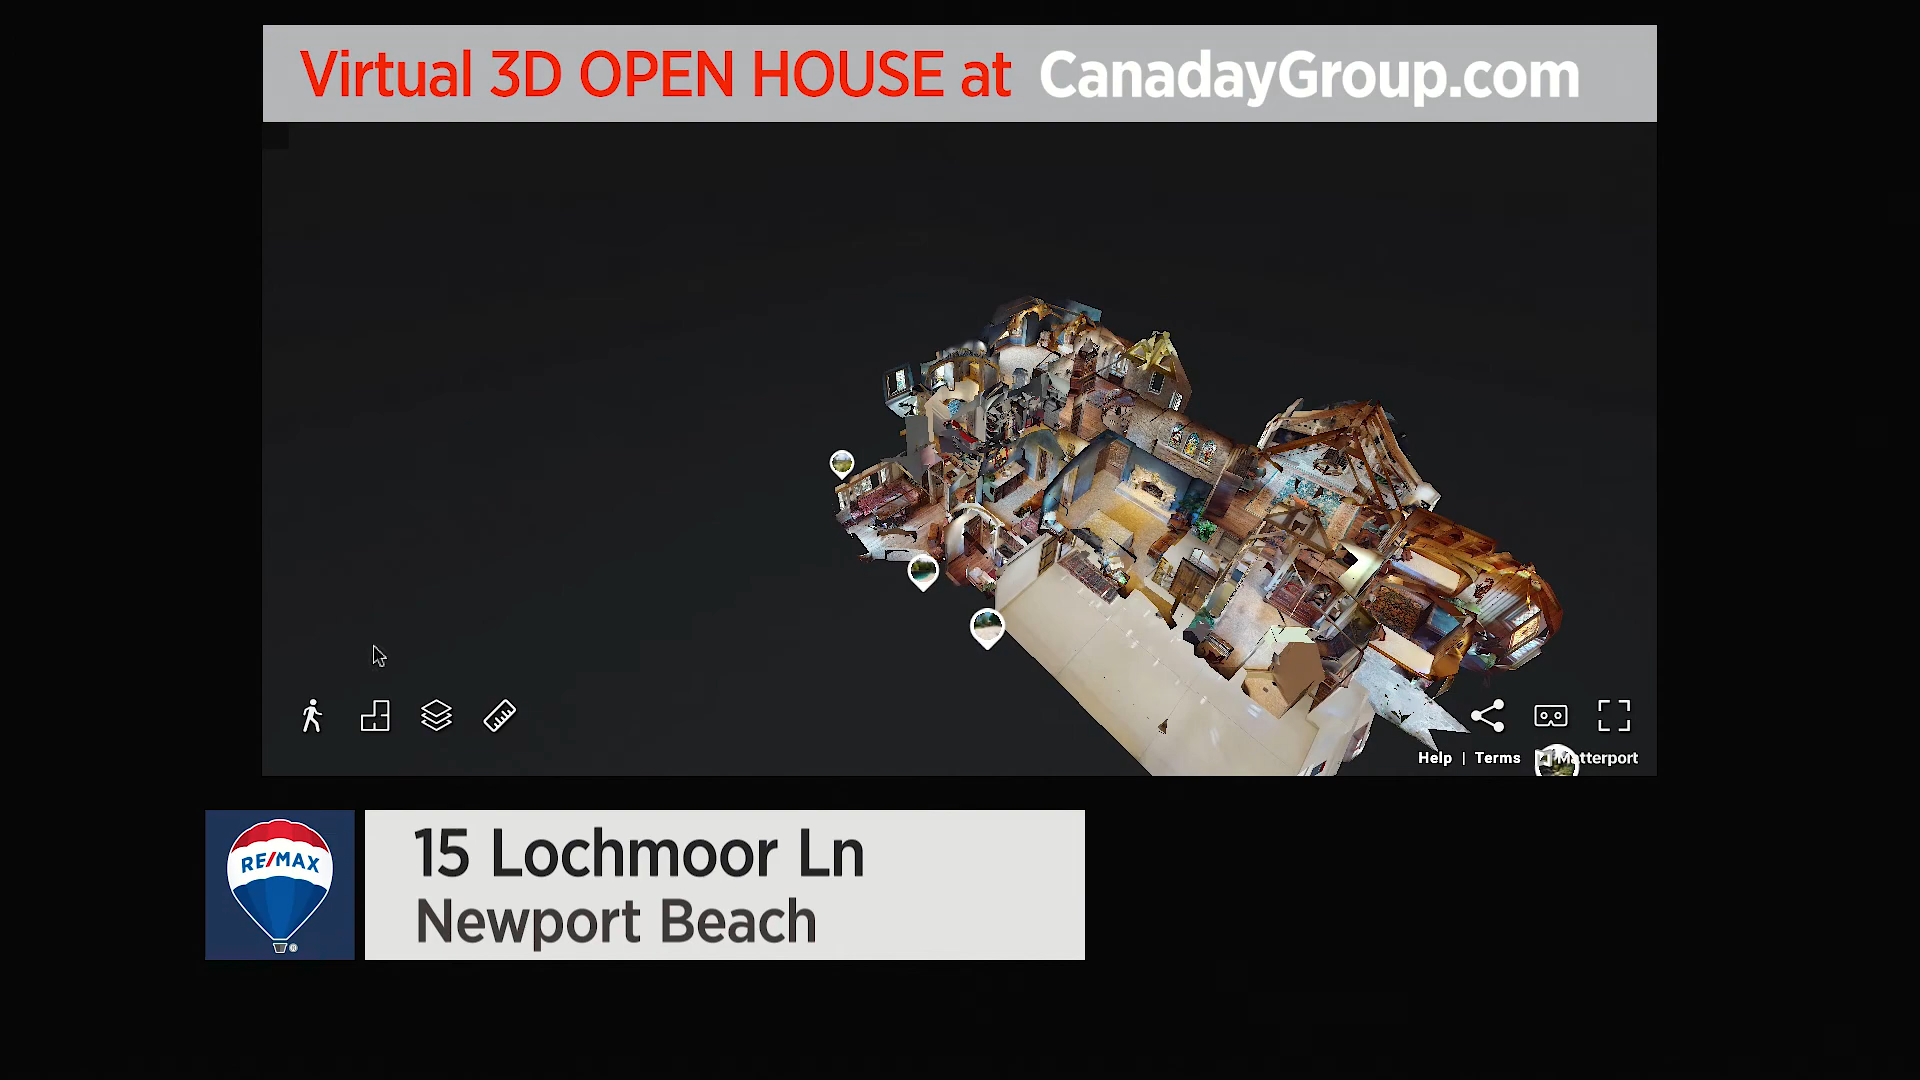 Virtual 3D OPEN HOUSE at CanadayGroup.com
Help | Terms
Matterport
RE/MAX
®
15 Lochmoor Ln
Newport Beach